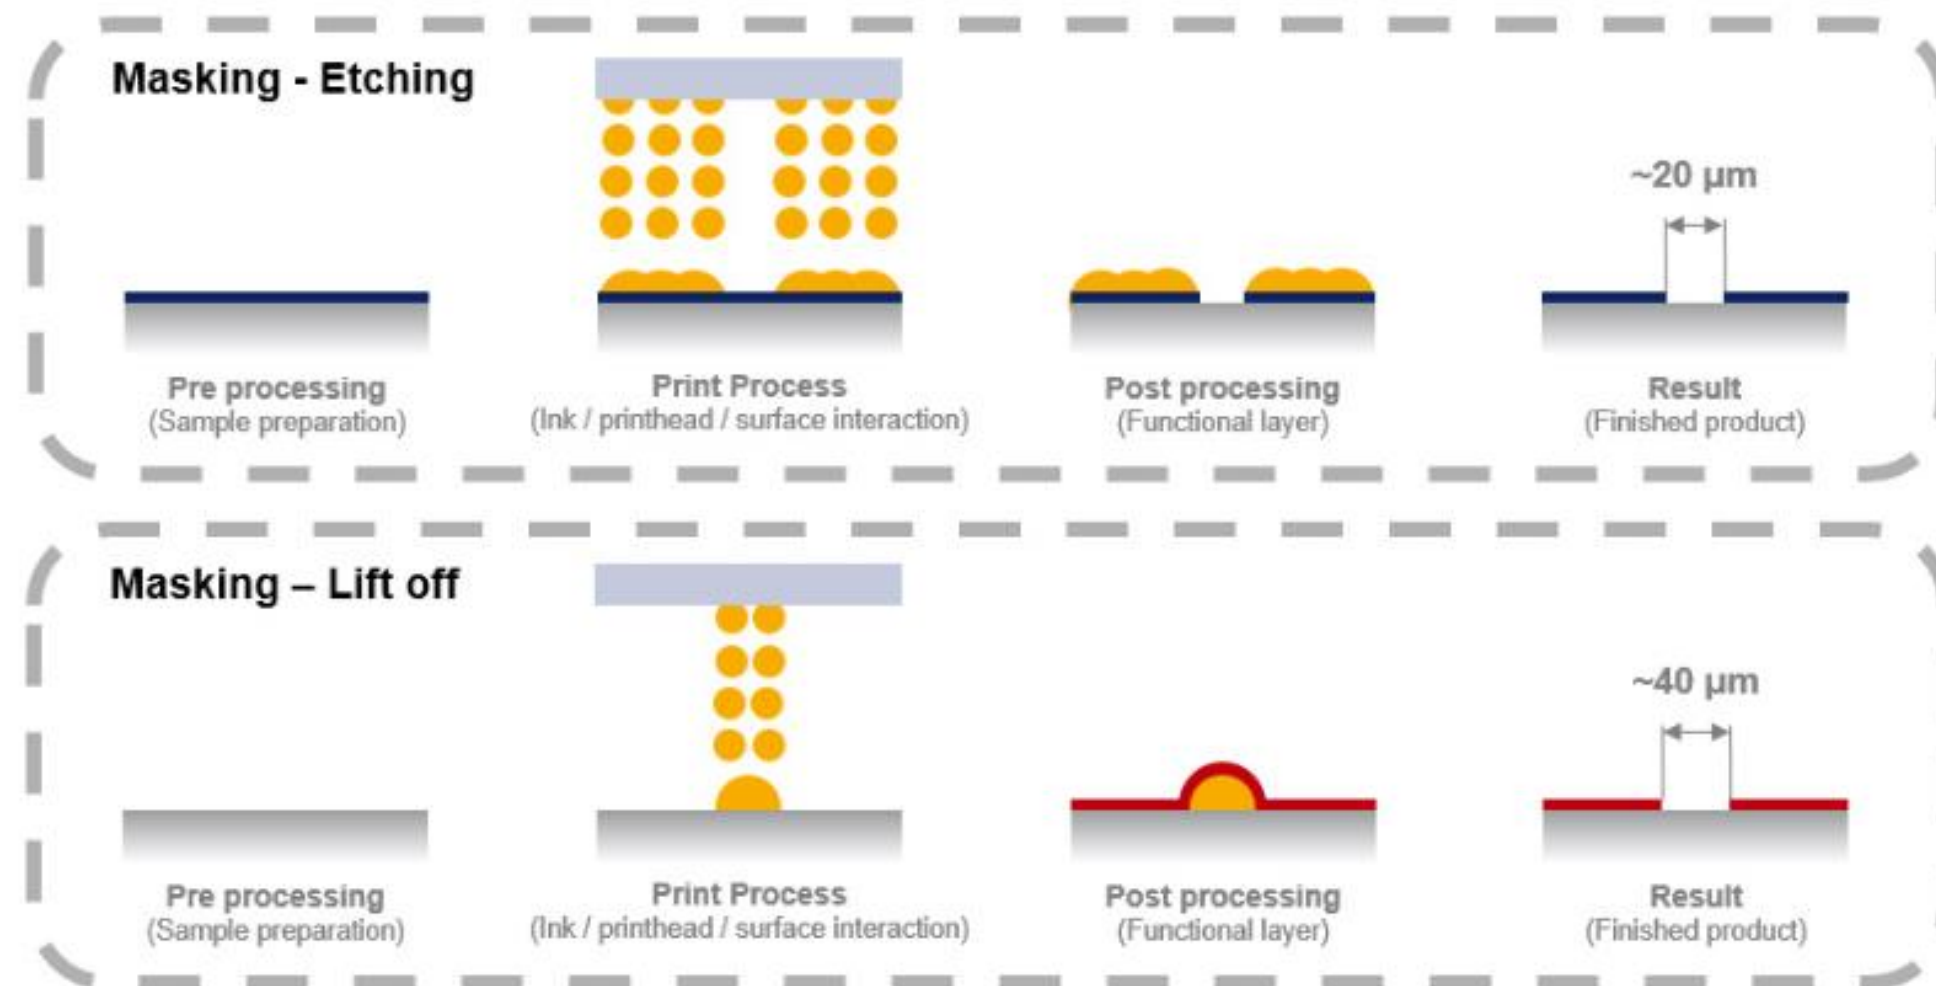 Masking - Etching
~20 µm
Pre processing
(Sample preparation)
Print Process
(Ink / printhead / surface interaction)
Post processing
(Functional layer)
Result
(Finished product)
Masking – Lift off
~40 µm
Pre processing
(Sample preparation)
Print Process
(Ink / printhead / surface interaction)
Post processing
(Functional layer)
Result
(Finished product)